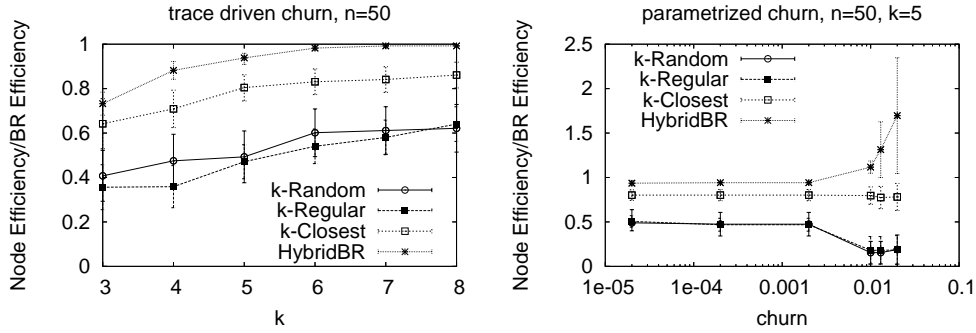 trace driven churn, n=50
Node Efficiency/BR Efficiency
1
0.8
0.6
0.4
0.2
0
k-Random
k-Regular
k-Closest
HybridBR
3 4 5 6 7 8
k
parametrized churn, n=50, k=5
Node Efficiency/BR Efficiency
2.5
2
1.5
1
0.5
0
k-Random
k-Regular
k-Closest
HybridBR
1e-05 1e-04 0.001 0.01 0.1
churn